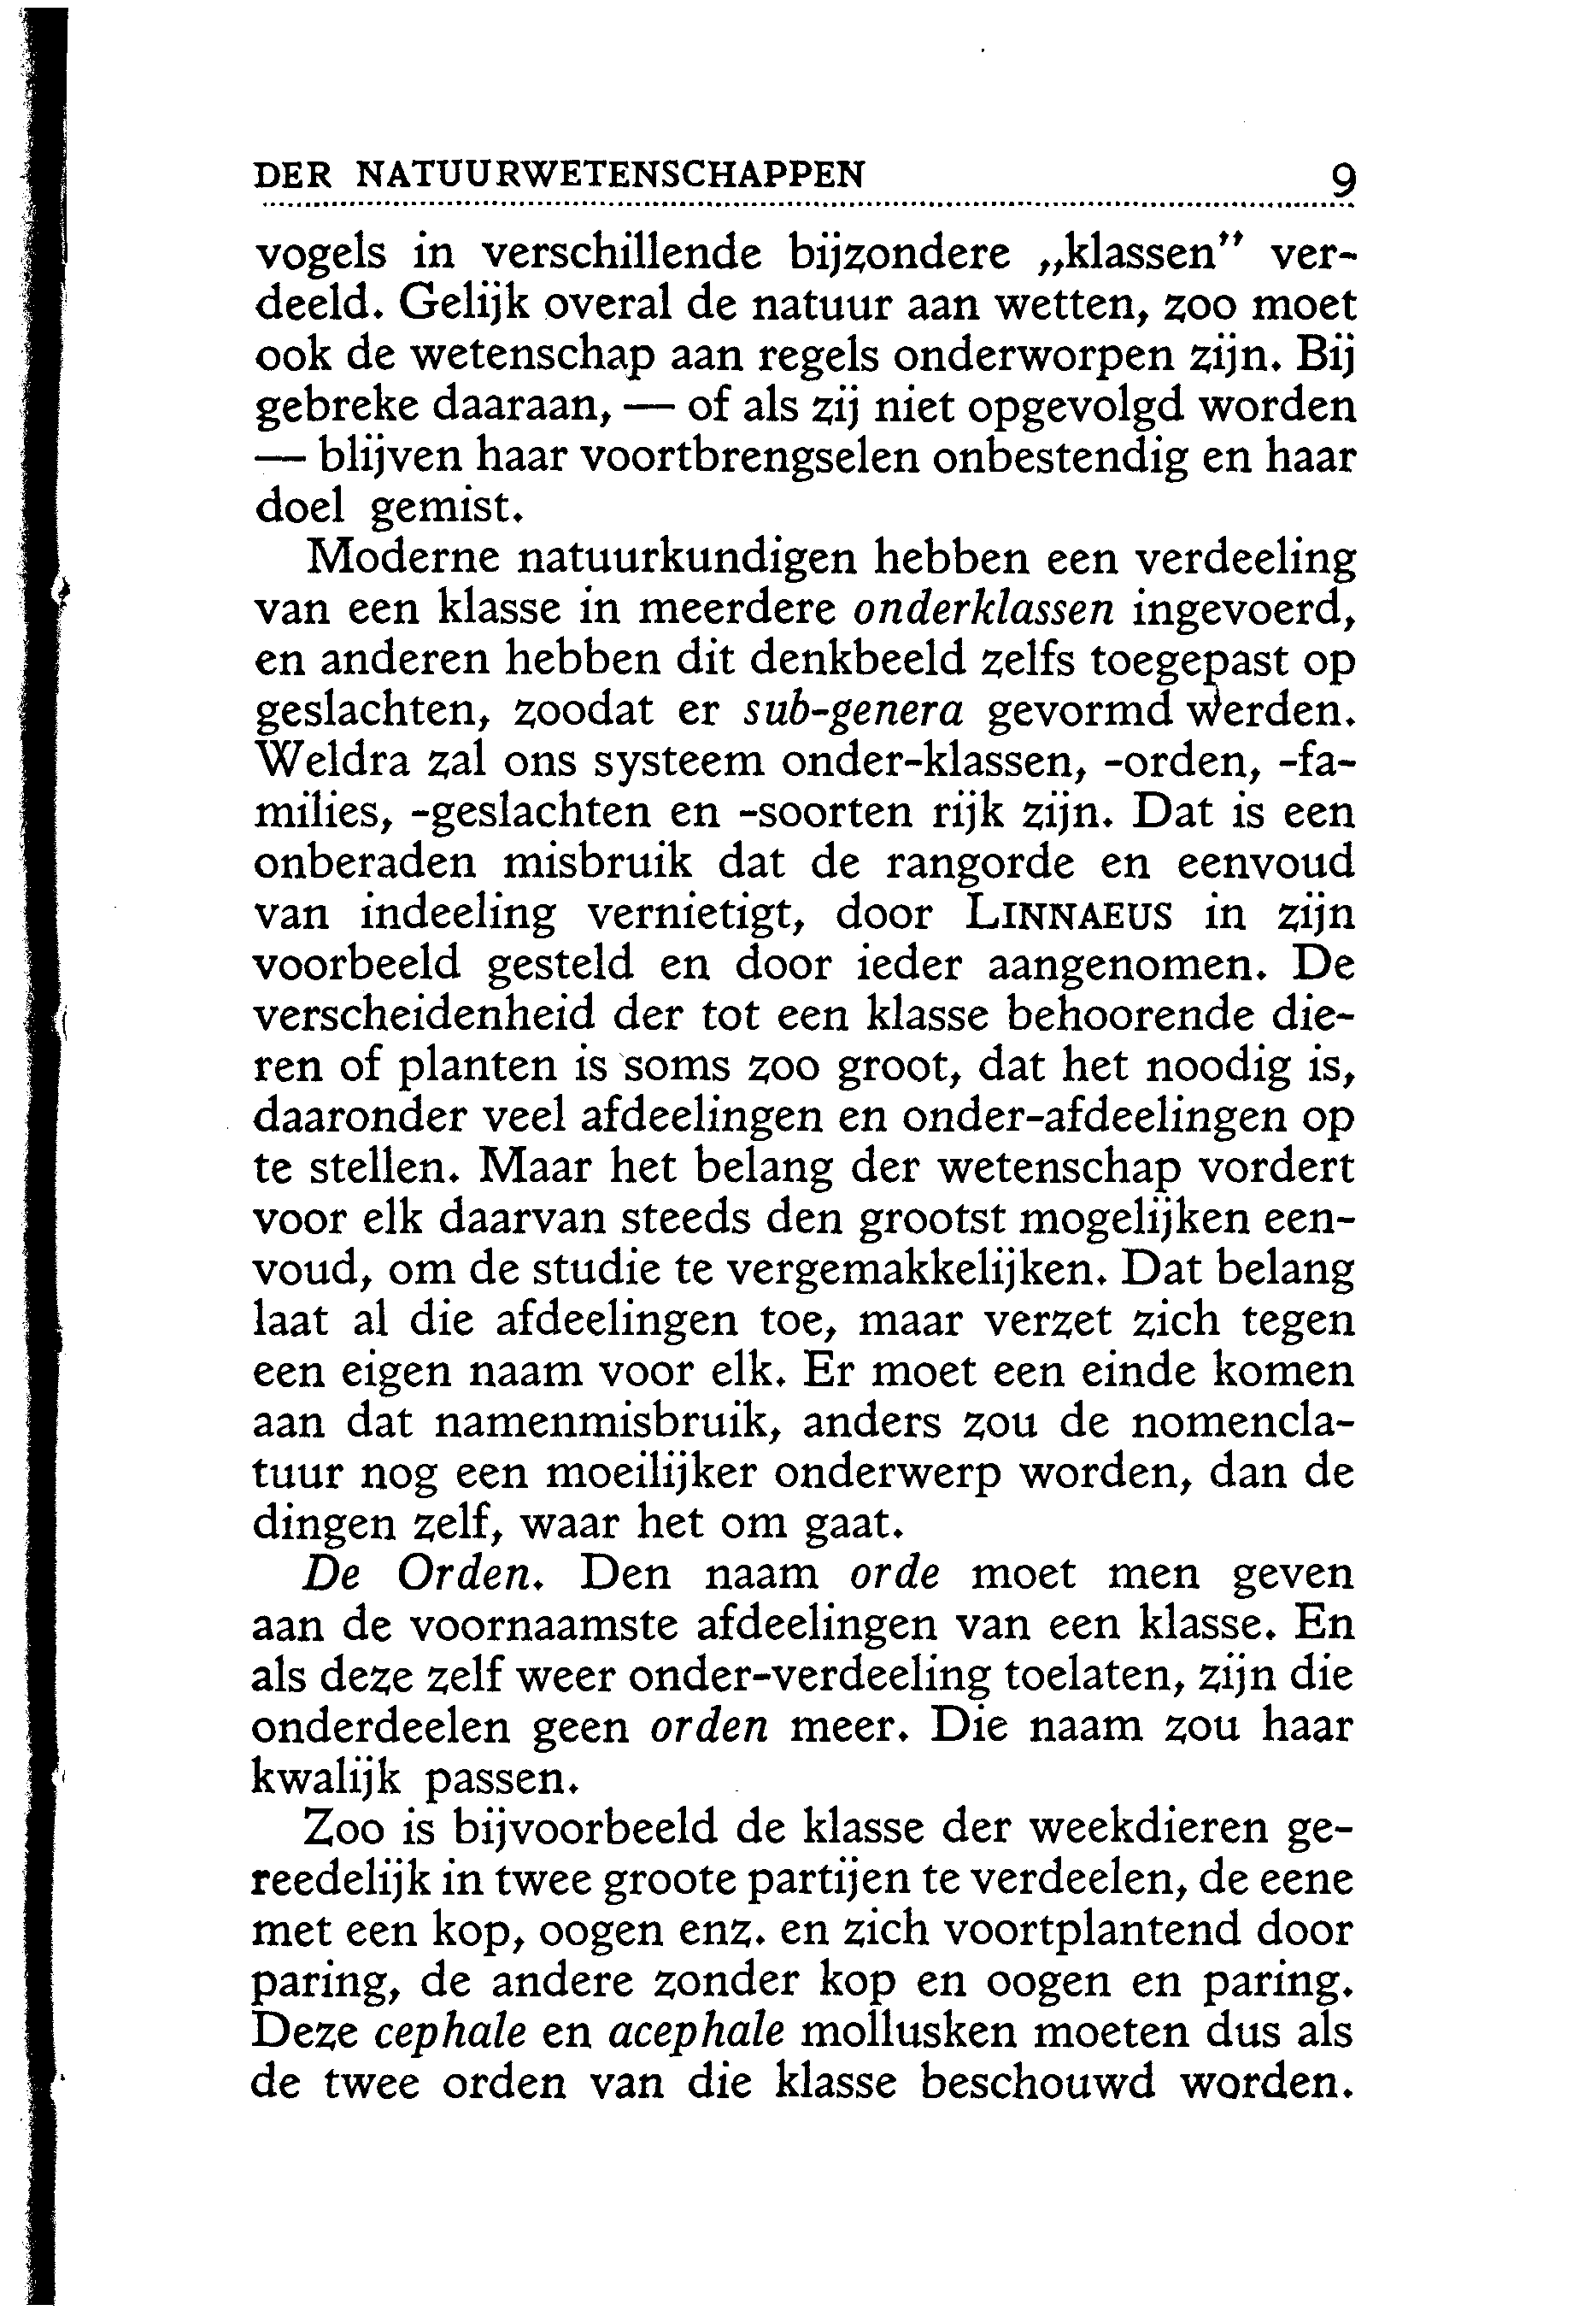 DER NATUURWETENSCHAPPEN 9
vogels in verschillende bijzondere „klassen” ver-
deeld. Gelijk overal de natuur aan wetten, zoo moet
ook de wetenschap aan regels onderworpen zijn. Bij
gebreke daaraan, — of als zij niet opgevolgd worden
— blijven haar voortbrengselen onbestendig en haar
doel gemist.
Moderne natuurkundigen hebben een verdeeling
van een klasse in meerdere onderklassen ingevoerd,
en anderen hebben dit denkbeeld zelfs toegepast op
geslachten, zoodat er sub-genera gevormd werden.
Weldra zal ons systeem onder-klassen, -orden, -fa-
milies, -geslachten en -soorten rijk zijn. Dat is een
onberaden misbruik dat de rangorde en eenvoud
van indeeling vernietigt, door LINNAEUS in zijn
voorbeeld gesteld en door ieder aangenomen. De
verscheidenheid der tot een klasse behoorende die-
ren of planten is soms zoo groot, dat het noodig is,
daaronder veel afdeelingen en onder-afdeelingen op
te stellen. Maar het belang der wetenschap vordert
voor elk daarvan steeds den grootst mogelijken een-
voud, om de studie te vergemakkelijken. Dat belang
laat al die afdeelingen toe, maar verzet zich tegen
een eigen naam voor elk. Er moet een einde komen
aan dat namenmisbruik, anders zou de nomencla-
tuur nog een moeilijker onderwerp worden, dan de
dingen zelf, waar het om gaat.
De Orden. Den naam orde moet men geven
aan de voornaamste afdeelingen van een klasse. En
als deze zelf weer onder-verdeeling toelaten, zijn die
onderdeelen geen orden meer. Die naam zou haar
kwalijk passen.
Zoo is bijvoorbeeld de klasse der weekdieren ge-
reedelijk in twee groote partijen te verdeelen, de eene
met een kop, oogen enz. en zich voortplantend door
paring, de andere zonder kop en oogen en paring.
Deze cephale en acephale mollusken moeten dus als
de twee orden van die klasse beschouwd worden.